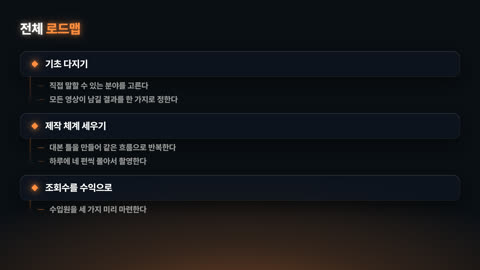 전체 로드맵
기초 다지기
직접 말할 수 있는 분야를 고른다
모든 영상이 남길 결과를 한 가지로 정한다
제작 체계 세우기
대본 틀을 만들어 같은 흐름으로 반복한다
하루에 네 편씩 몰아서 촬영한다
조회수를 수익으로
수입원을 세 가지 미리 마련한다